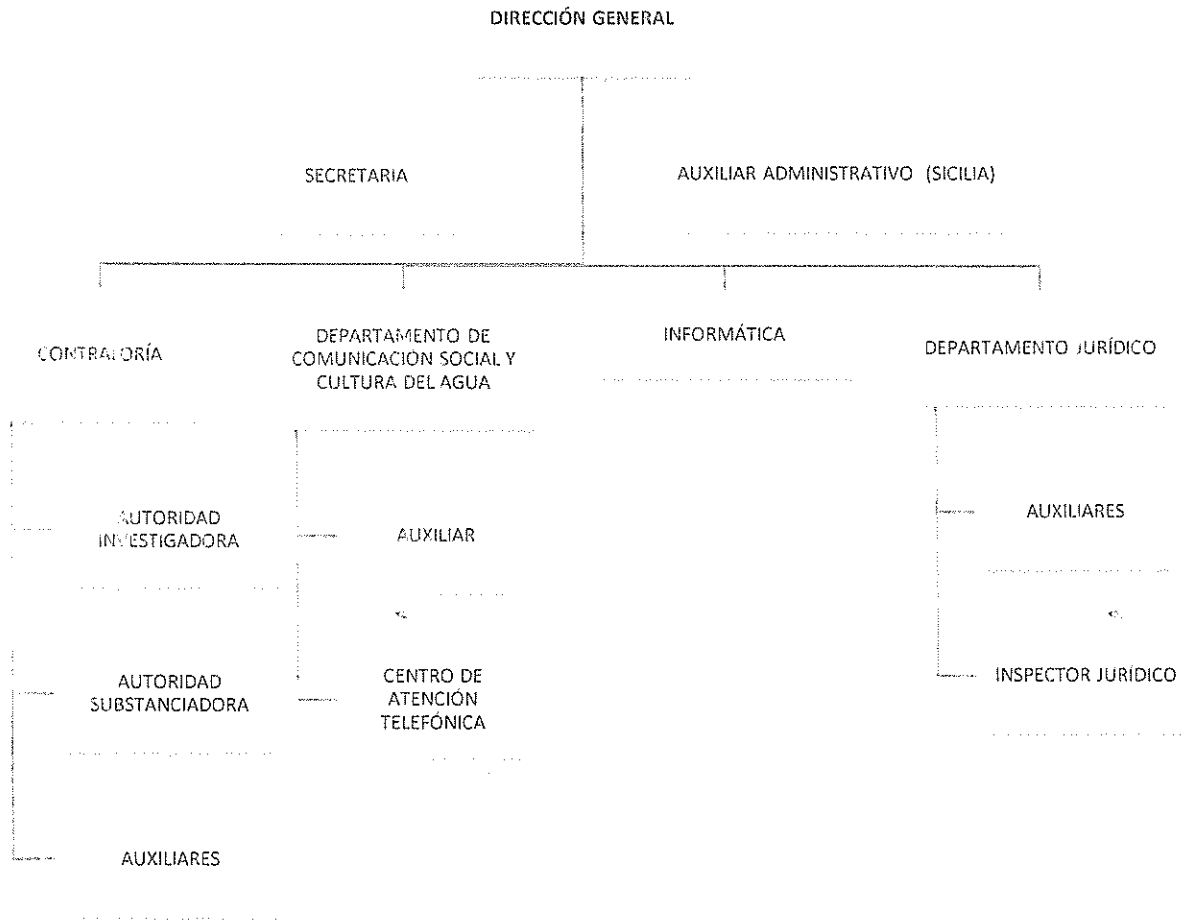 DIRECCIÓN GENERAL
SECRETARIA
AUXILIAR ADMINISTRATIVO (SICILIA)
CONTRALORÍA
DEPARTAMENTO DE
COMUNICACIÓN SOCIAL Y
CULTURA DEL AGUA
INFORMÁTICA
DEPARTAMENTO JURÍDICO
AUTORIDAD
INVESTIGADORA
AUXILIAR
AUXILIARES
AUTORIDAD
SUBSTANCIADORA
CENTRO DE
ATENCIÓN
TELEFÓNICA
INSPECTOR JURÍDICO
AUXILIARES